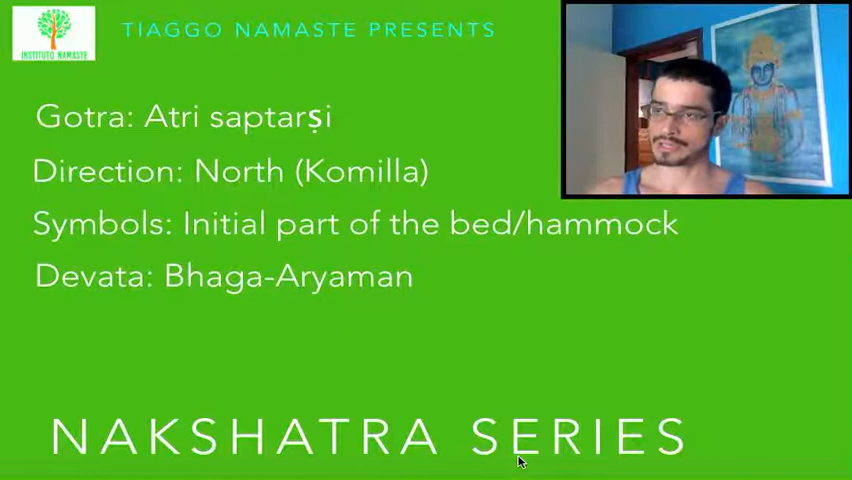 INSTITUTO NAMASTE
TIAGGO NAMASTE PRESENTS
Gotra: Atri saptarṣi
Direction: North (Komilla)
Symbols: Initial part of the bed/hammock
Devata: Bhaga-Aryaman
NAKSHATRA SERIES